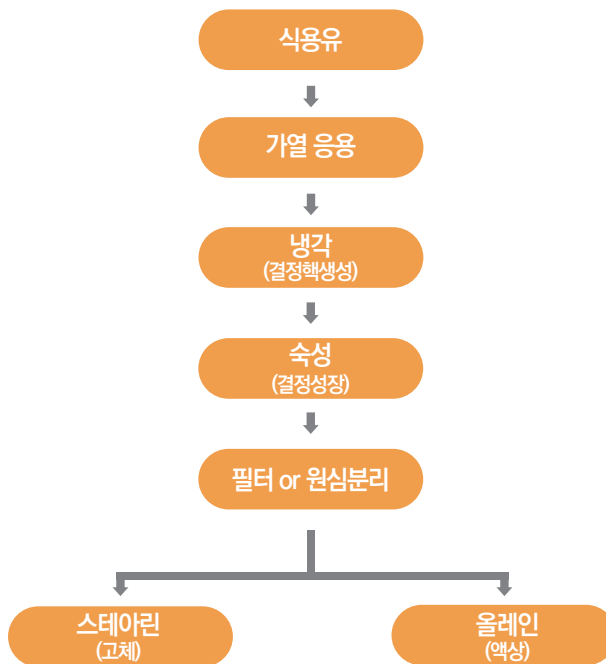 식용유
가열 응용
냉각
(결정핵생성)
숙성
(결정성장)
필터 or 원심분리
스테아린
(고체)
올레인
(액상)